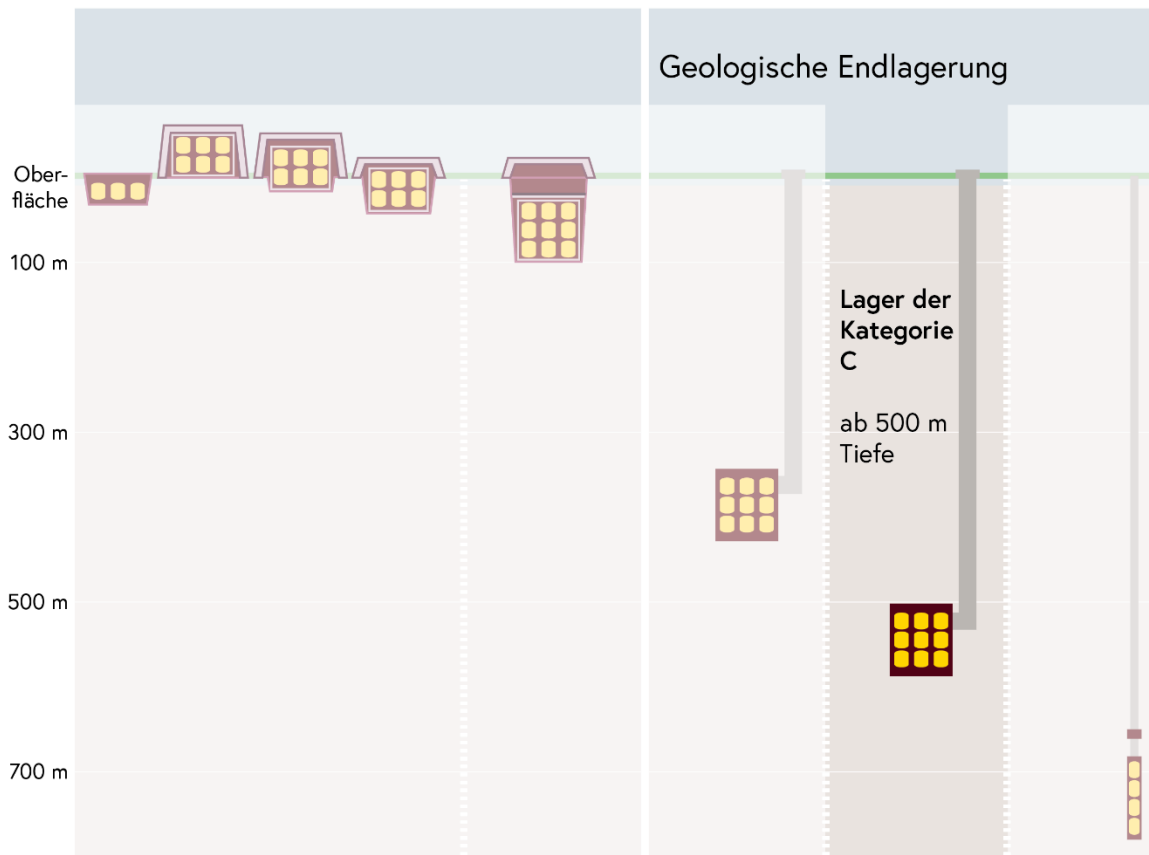 Geologische Endlagerung
Ober-
fläche
100 m
Lager der
Kategorie
C
300 m
ab 500 m
Tiefe
500 m
700 m